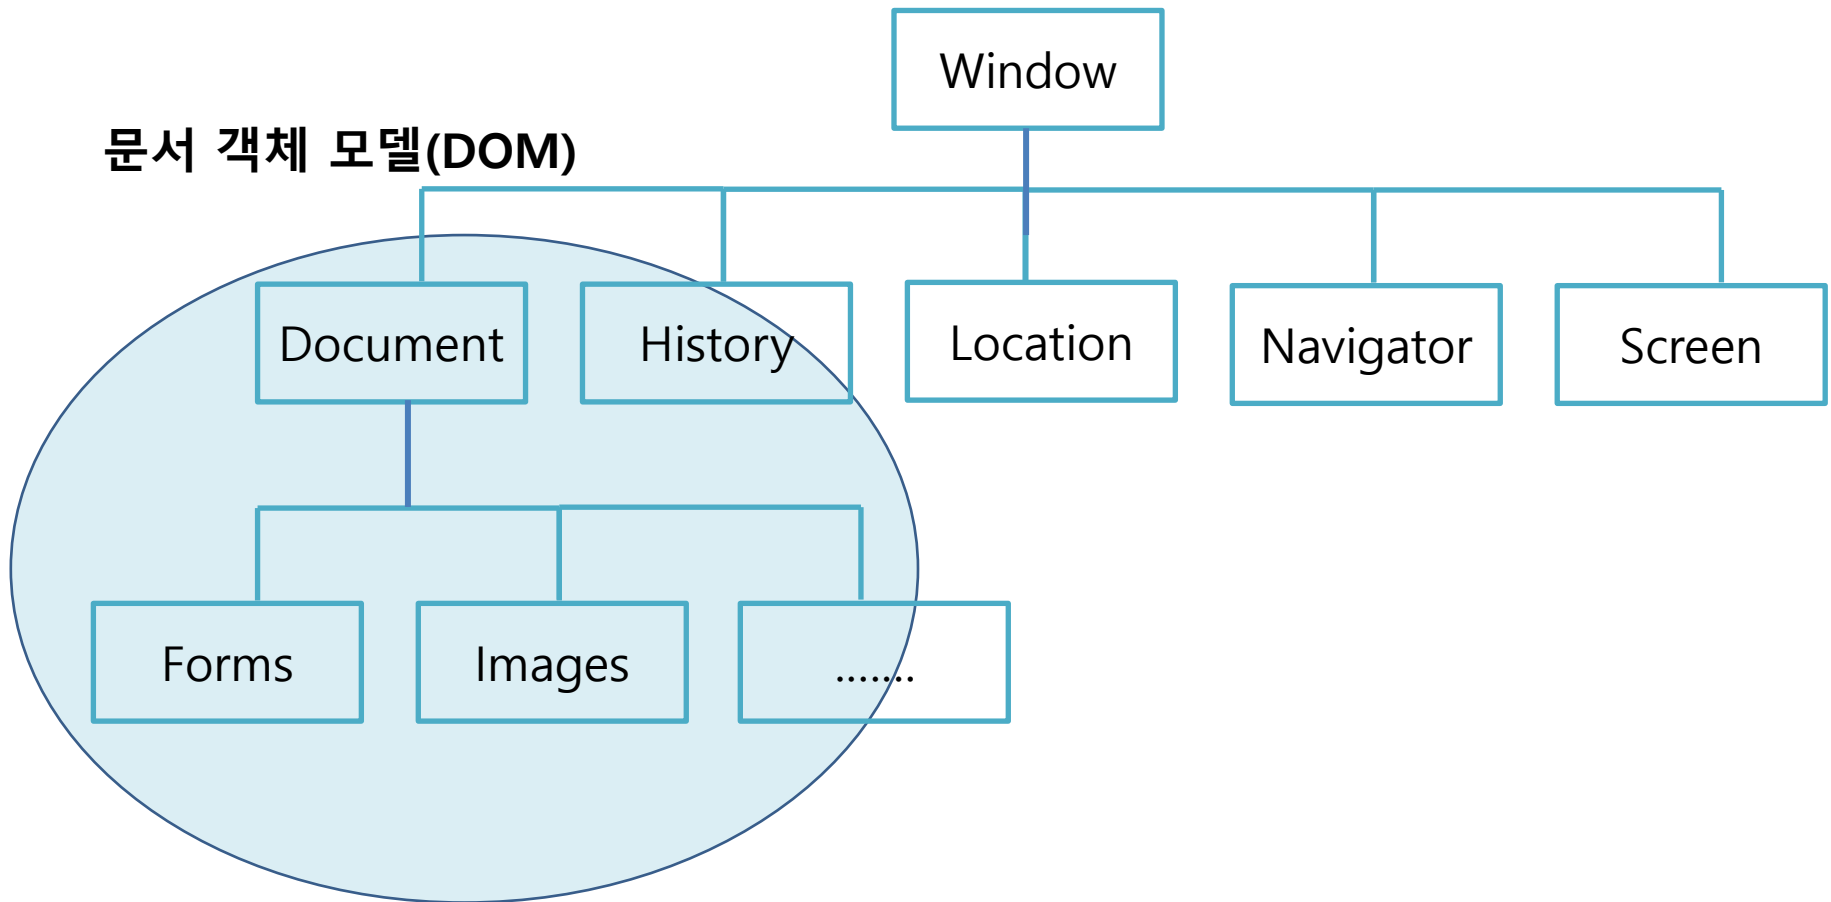 Window
문서 객체 모델(DOM)
Document
History
Location
Navigator
Screen
Forms
Images
.......